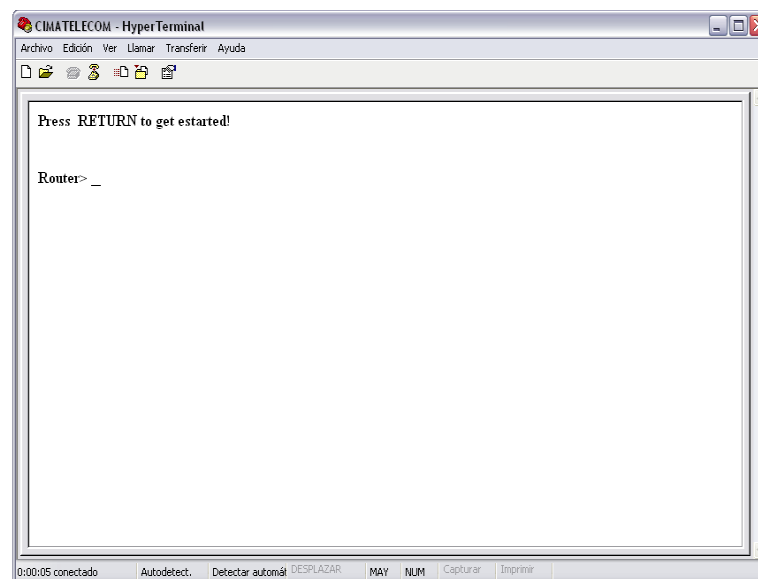 CIMATELECOM - HyperTerminal
Archivo Edición Ver Llamar Transferir Ayuda
Press RETURN to get estarted!
Router> _
0:00:05 conectado Autodetect. Detectar automát DESPLAZAR MAY NUM Capturar Imprimir